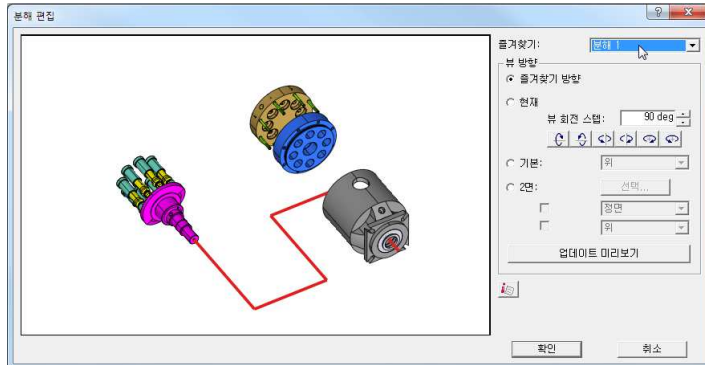 분해 편집
즐겨찾기: 분해 1
뷰 방향
즐겨찾기 방향
현재
뷰 회전 스텝: 90 deg
기본: 위
2면: 선택...
정면
위
업데이트 미리보기
확인 취소